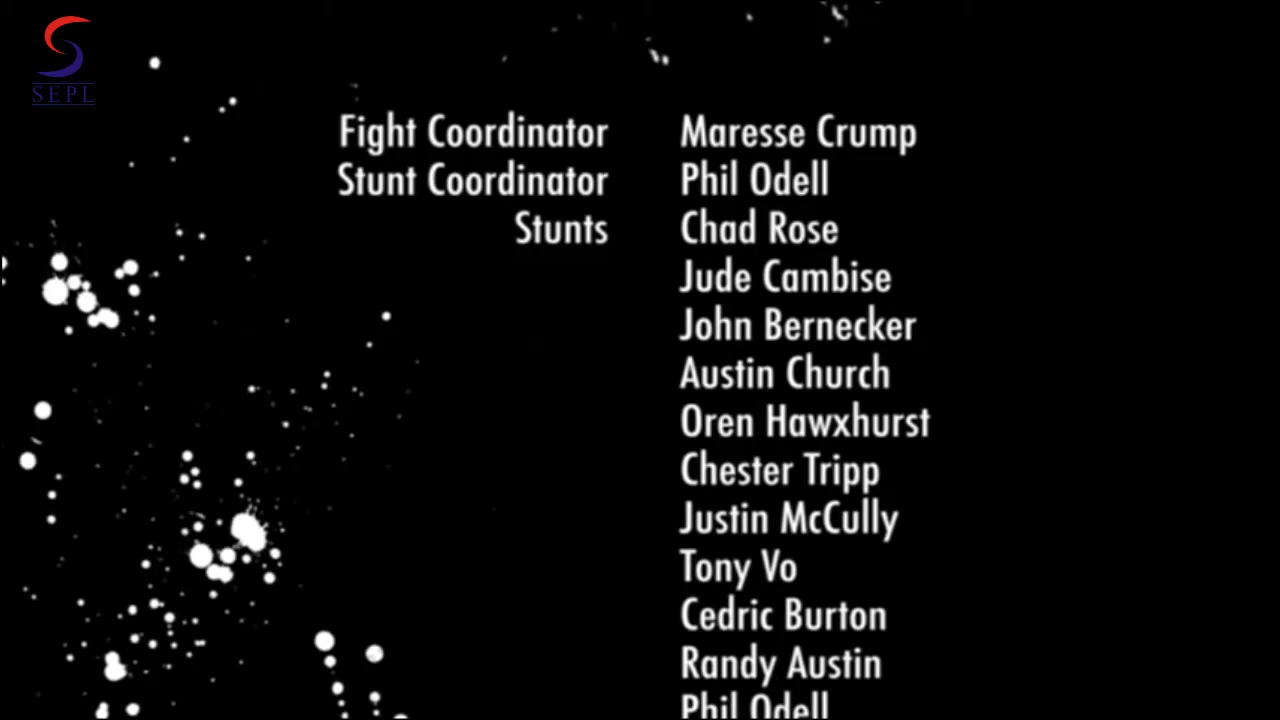 SEPL
Fight Coordinator Maresse Crump
Stunt Coordinator Phil Odell
Stunts Chad Rose
Jude Cambise
John Bernecker
Austin Church
Oren Hawxhurst
Chester Tripp
Justin McCully
Tony Vo
Cedric Burton
Randy Austin
Phil Odell